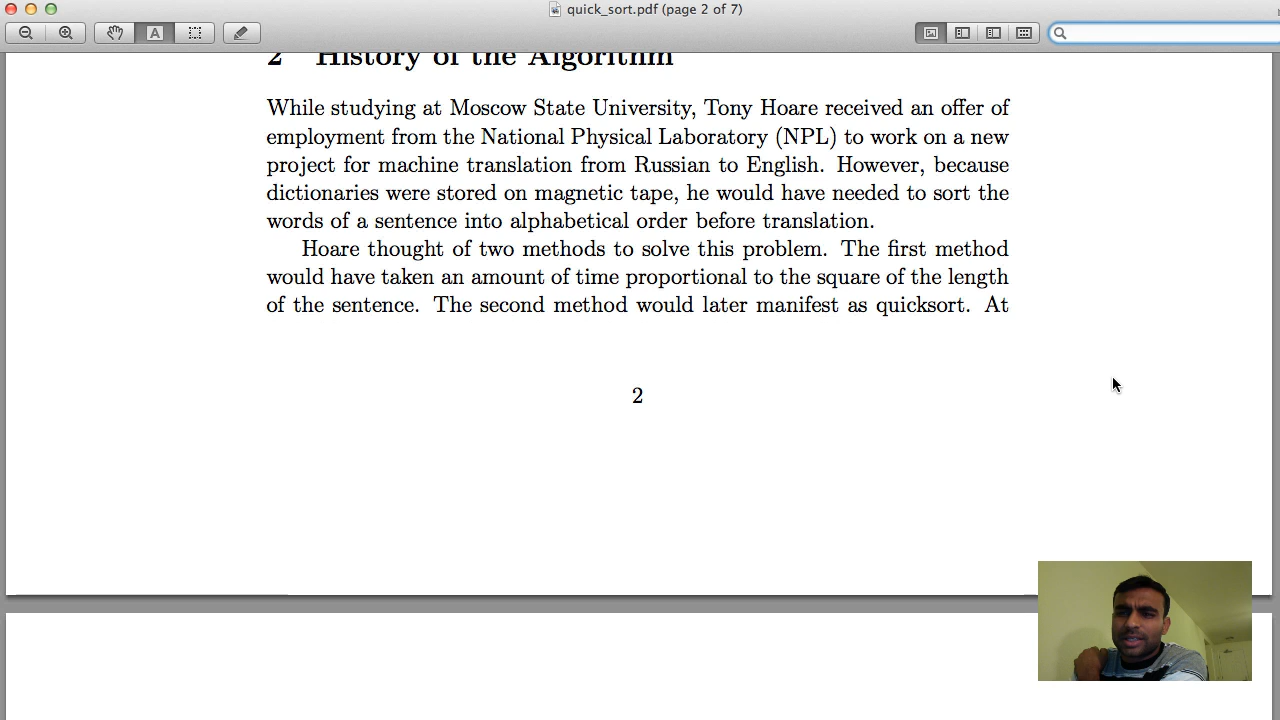 quick_sort.pdf (page 2 of 7)
A
2 History of the Algorithm
While studying at Moscow State University, Tony Hoare received an offer of
employment from the National Physical Laboratory (NPL) to work on a new
project for machine translation from Russian to English. However, because
dictionaries were stored on magnetic tape, he would have needed to sort the
words of a sentence into alphabetical order before translation.
Hoare thought of two methods to solve this problem. The first method
would have taken an amount of time proportional to the square of the length
of the sentence. The second method would later manifest as quicksort. At
2